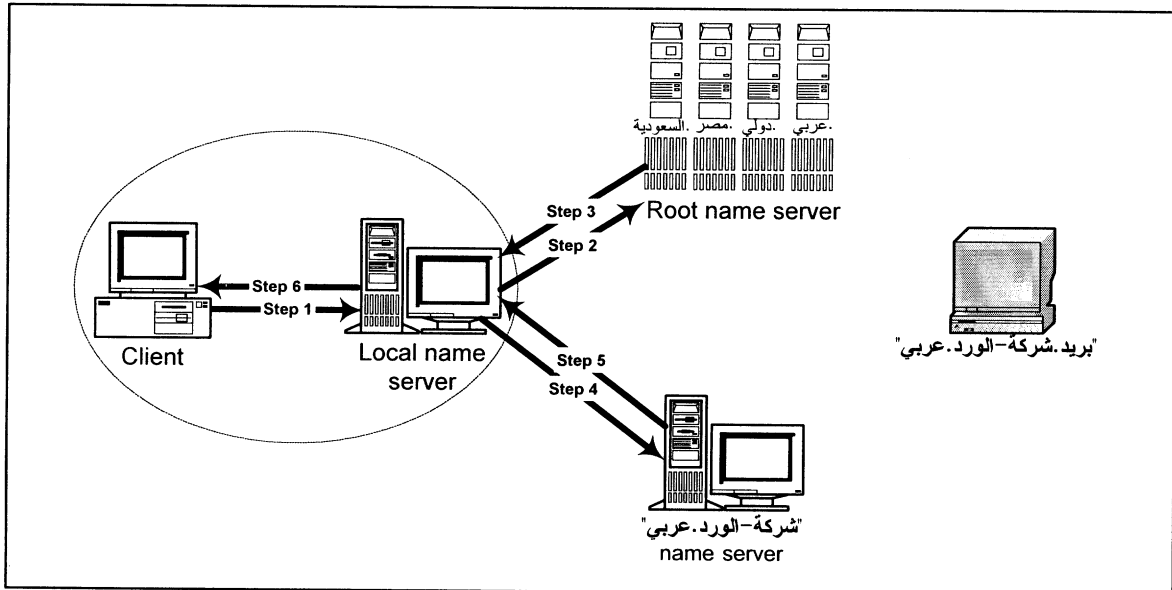 .السعودية .مصر .دولي .عربي
Root name server
Step 3
Step 2
Step 6
Step 1
Client
Local name
server
Step 5
Step 4
"بريد.شركة-الورد.عربي"
"شركة-الورد.عربي"
name server